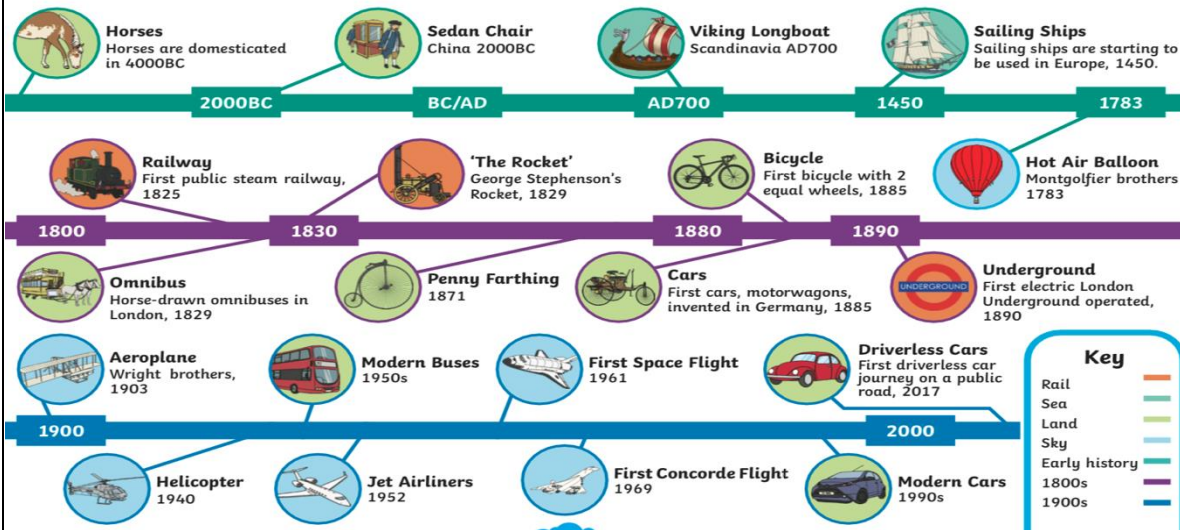 Horses
Horses are domesticated
in 4000BC
Sedan Chair
China 2000BC
Viking Longboat
Scandinavia AD700
Sailing Ships
Sailing ships are starting to
be used in Europe, 1450.
2000BC
BC/AD
AD700
1450
1783
Hot Air Balloon
Montgolfier brothers
1783
Railway
First public steam railway,
1825
'The Rocket'
George Stephenson's
Rocket, 1829
Bicycle
First bicycle with 2
equal wheels, 1885
1800
1830
1880
1890
Omnibus
Horse-drawn omnibuses in
London, 1829
Penny Farthing
1871
Cars
First cars, motorwagons,
invented in Germany, 1885
UNDERGROUND
Underground
First electric London
Underground operated,
1890
Aeroplane
Wright brothers,
1903
Modern Buses
1950s
First Space Flight
1961
Driverless Cars
First driverless car
journey on a public
road, 2017
1900
2000
Helicopter
1940
Jet Airliners
1952
First Concorde Flight
1969
Modern Cars
1990s
Key
Rail
Sea
Land
Sky
Early history
1800s
1900s